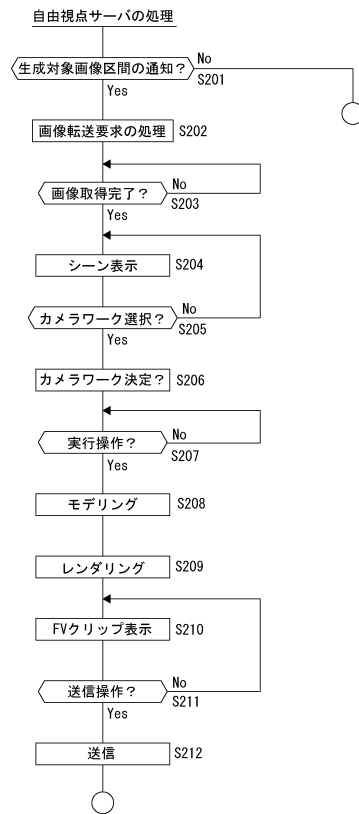 自由視点サーバの処理
生成対象画像区間の通知？
No
S201
Yes
画像転送要求の処理 S202
画像取得完了？
No
S203
Yes
シーン表示 S204
カメラワーク選択？
No
S205
Yes
カメラワーク決定？ S206
実行操作？
No
S207
Yes
モデリング S208
レンダリング S209
FVクリップ表示 S210
送信操作？
No
S211
Yes
送信 S212